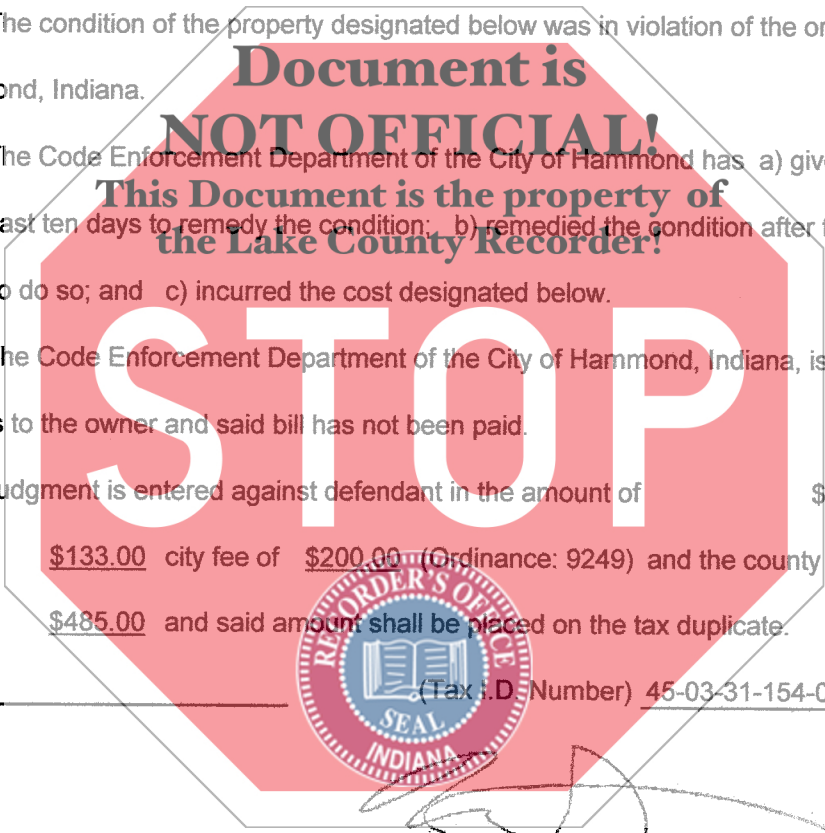 he condition of the property designated below was in violation of the or
Document is
ond, Indiana.
NOT OFFICIAL!
he Code Enforcement Department of the City of Hammond has a) give
This Document is the property of
ast ten days to remedy the condition; b) remedied the condition after
the Lake County Recorder!
o do so; and c) incurred the cost designated below.
he Code Enforcement Department of the City of Hammond, Indiana, is
STOP
s to the owner and said bill has not been paid.
udgment is entered against defendant in the amount of $
$133.00 city fee of $200.00 (Ordinance: 9249) and the county
$485.00 and said amount shall be placed on the tax duplicate.
RECORDER'S OFFICE
(Tax I.D. Number) 45-03-31-154-0
SEAL
INDIANA